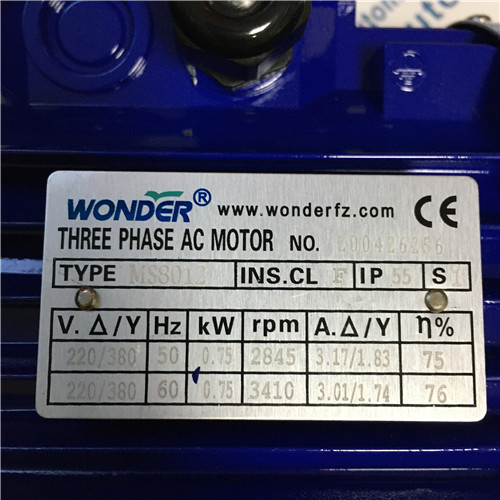 WONDER® www.wonderfz.com CE
THREE PHASE AC MOTOR NO. 200426266
TYPE MS8012 INS.CL F IP 55 S 1
V. Δ/Y Hz kW rpm A.Δ/Y η%
220/380 50 0.75 2845 3.17/1.83 75
220/380 60 0.75 3410 3.01/1.74 76